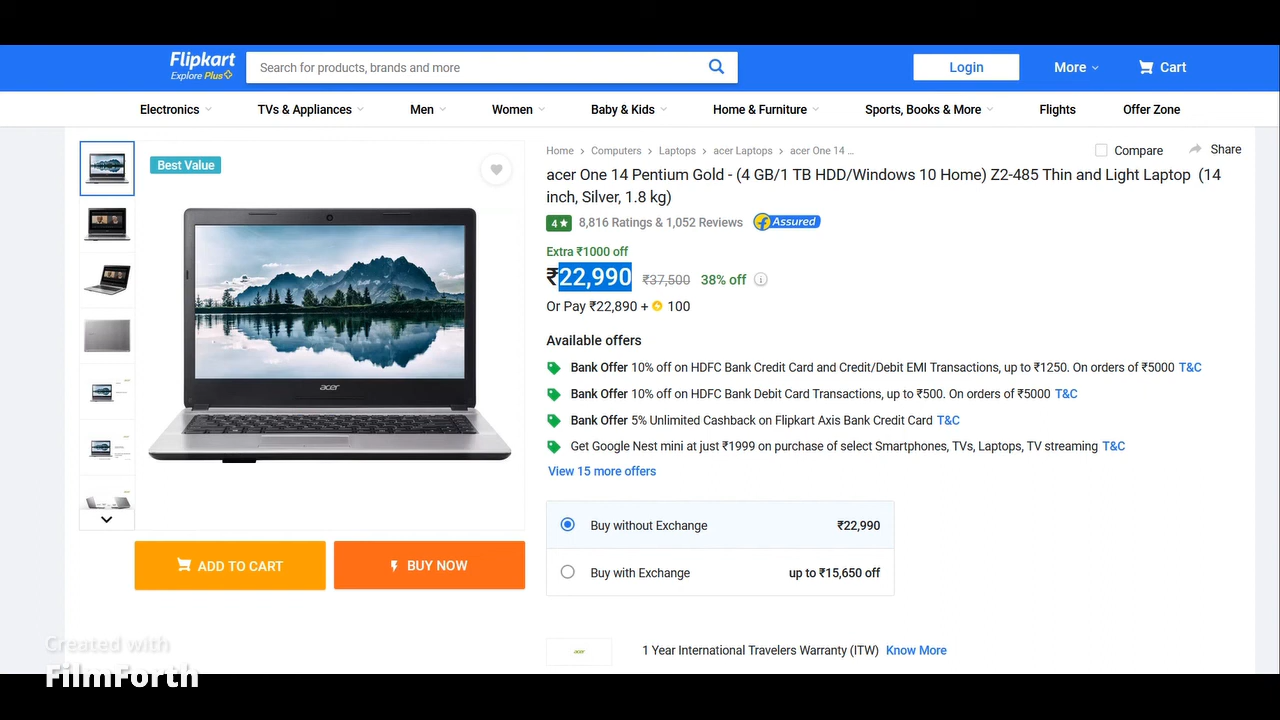 Flipkart
Explore Plus
Search for products, brands and more
Login
More
Cart
Electronics
TVs & Appliances
Men
Women
Baby & Kids
Home & Furniture
Sports, Books & More
Flights
Offer Zone
Best Value
acer
ADD TO CART
BUY NOW
Home > Computers > Laptops > acer Laptops > acer One 14 ...
Compare
Share
acer One 14 Pentium Gold - (4 GB/1 TB HDD/Windows 10 Home) Z2-485 Thin and Light Laptop (14
inch, Silver, 1.8 kg)
4★ 8,816 Ratings & 1,052 Reviews Assured
Extra ₹1000 off
₹22,990 ₹37,500 38% off
Or Pay ₹22,890 + 100
Available offers
Bank Offer 10% off on HDFC Bank Credit Card and Credit/Debit EMI Transactions, up to ₹1250. On orders of ₹5000 T&C
Bank Offer 10% off on HDFC Bank Debit Card Transactions, up to ₹500. On orders of ₹5000 T&C
Bank Offer 5% Unlimited Cashback on Flipkart Axis Bank Credit Card T&C
Get Google Nest mini at just ₹1999 on purchase of select Smartphones, TVs, Laptops, TV streaming T&C
View 15 more offers
Buy without Exchange ₹22,990
Buy with Exchange up to ₹15,650 off
acer
1 Year International Travelers Warranty (ITW) Know More
Created with
FilmForth